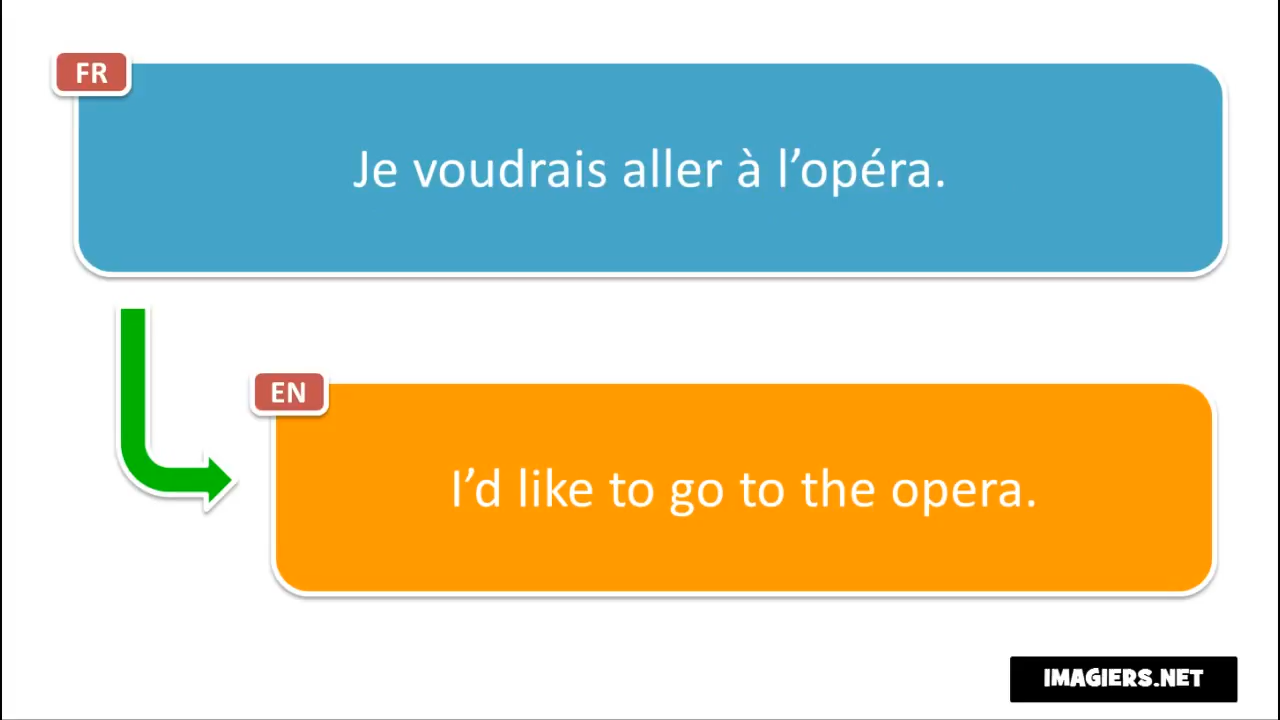 FR
Je voudrais aller à l’opéra.
EN
I’d like to go to the opera.
IMAGIERS.NET